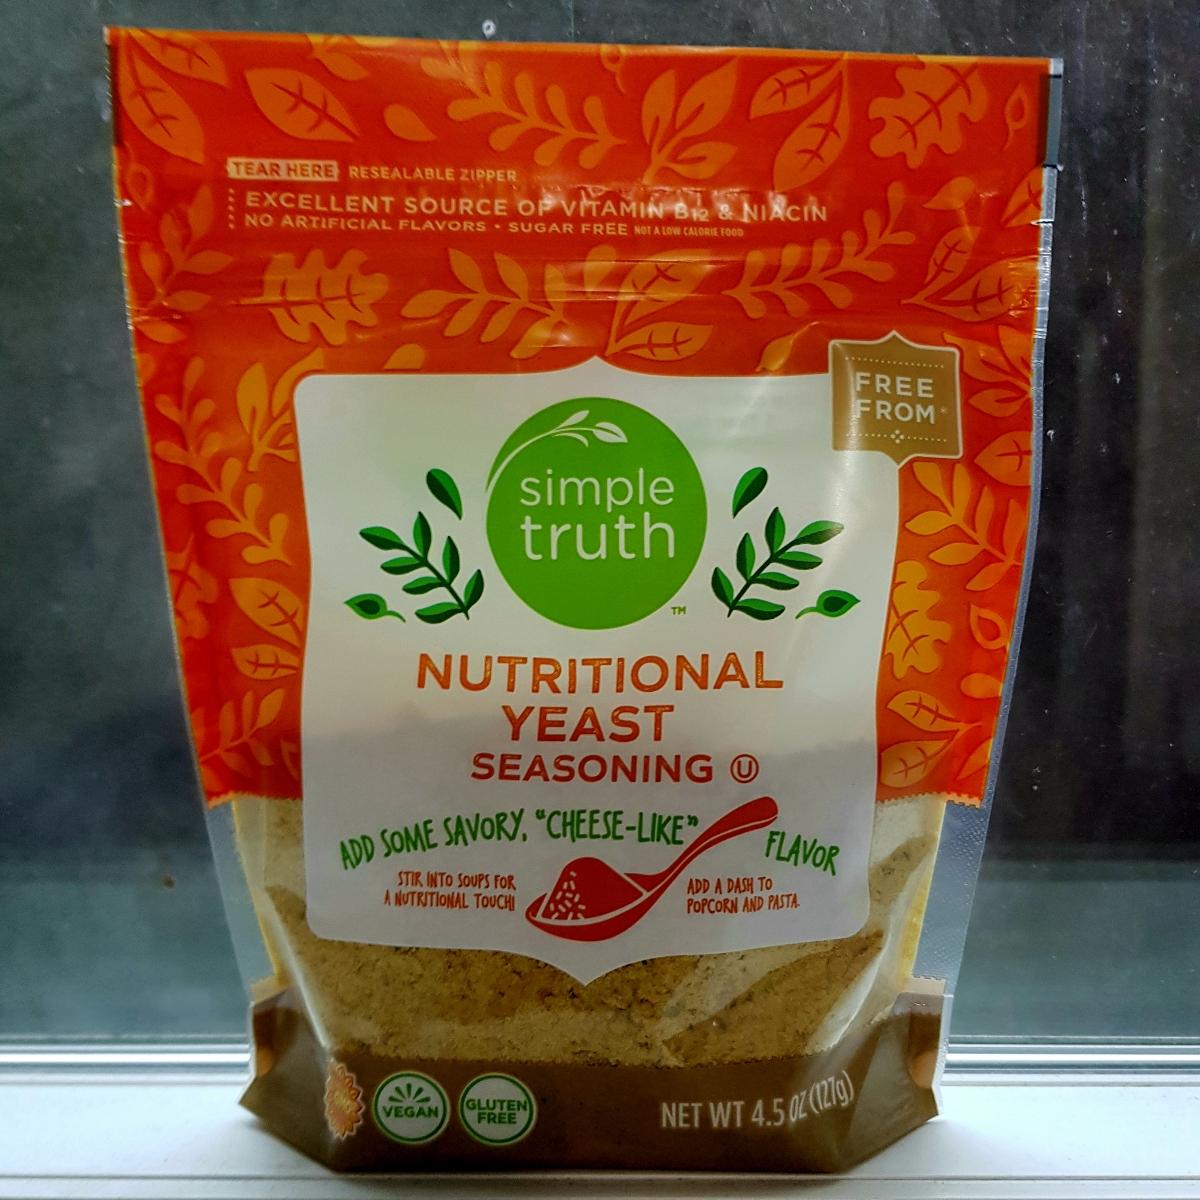 TEAR HERE RESEALABLE ZIPPER
EXCELLENT SOURCE OF VITAMIN B12 & NIACIN
NO ARTIFICIAL FLAVORS • SUGAR FREE NOT A LOW CALORIE FOOD
FREE
FROM*
simple
truth
TM
NUTRITIONAL
YEAST
SEASONING U
ADD SOME SAVORY, "CHEESE-LIKE" FLAVOR
STIR INTO SOUPS FOR
A NUTRITIONAL TOUCH!
ADD A DASH TO
POPCORN AND PASTA.
VEGAN
GLUTEN
FREE
NET WT 4.5 OZ (127g)